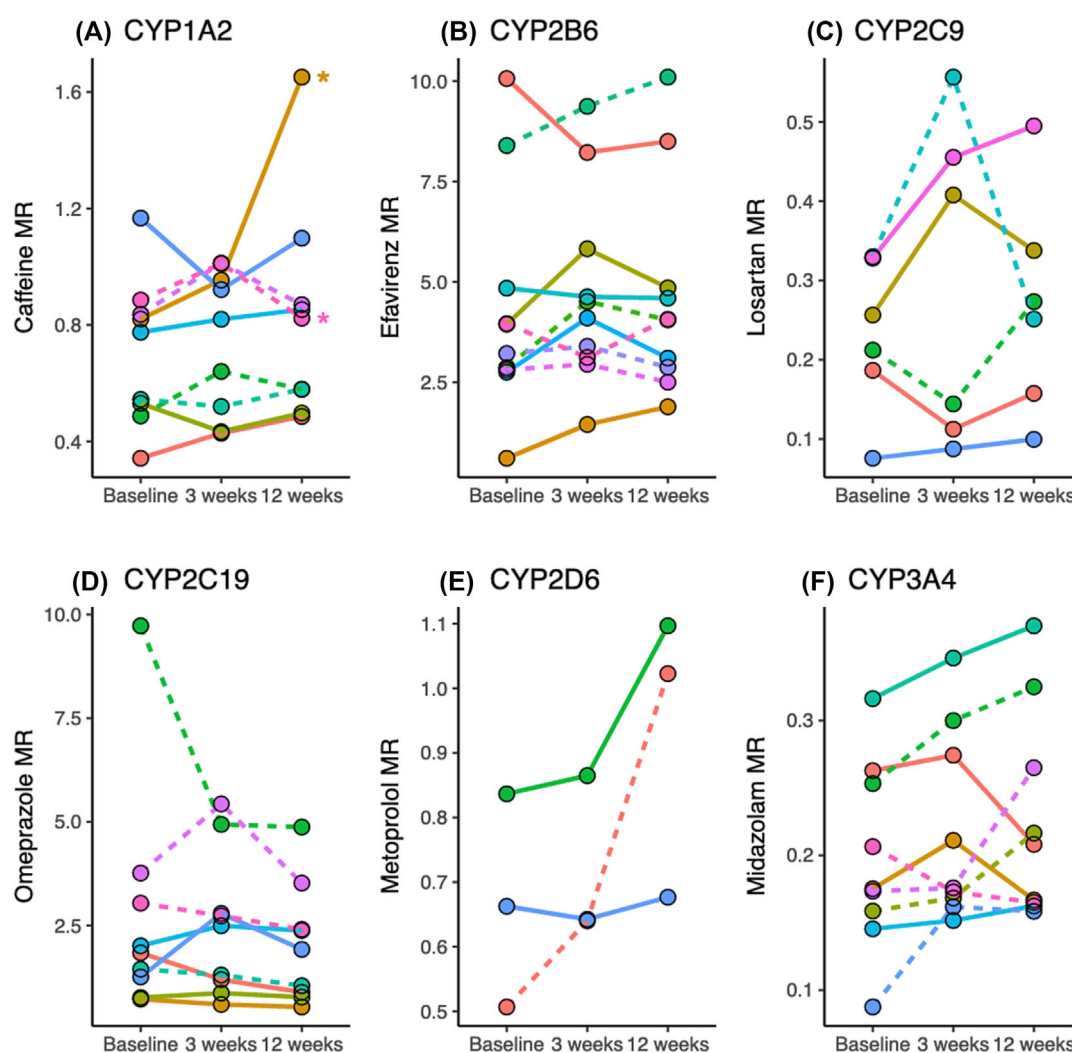 (A) CYP1A2
Caffeine MR
1.6
1.2
0.8
0.4
*
*
Baseline 3 weeks 12 weeks
(B) CYP2B6
Efavirenz MR
10.0
7.5
5.0
2.5
Baseline 3 weeks 12 weeks
(C) CYP2C9
Losartan MR
0.5
0.4
0.3
0.2
0.1
Baseline 3 weeks 12 weeks
(D) CYP2C19
Omeprazole MR
10.0
7.5
5.0
2.5
Baseline 3 weeks 12 weeks
(E) CYP2D6
Metoprolol MR
1.1
1.0
0.9
0.8
0.7
0.6
0.5
Baseline 3 weeks 12 weeks
(F) CYP3A4
Midazolam MR
0.3
0.2
0.1
Baseline 3 weeks 12 weeks